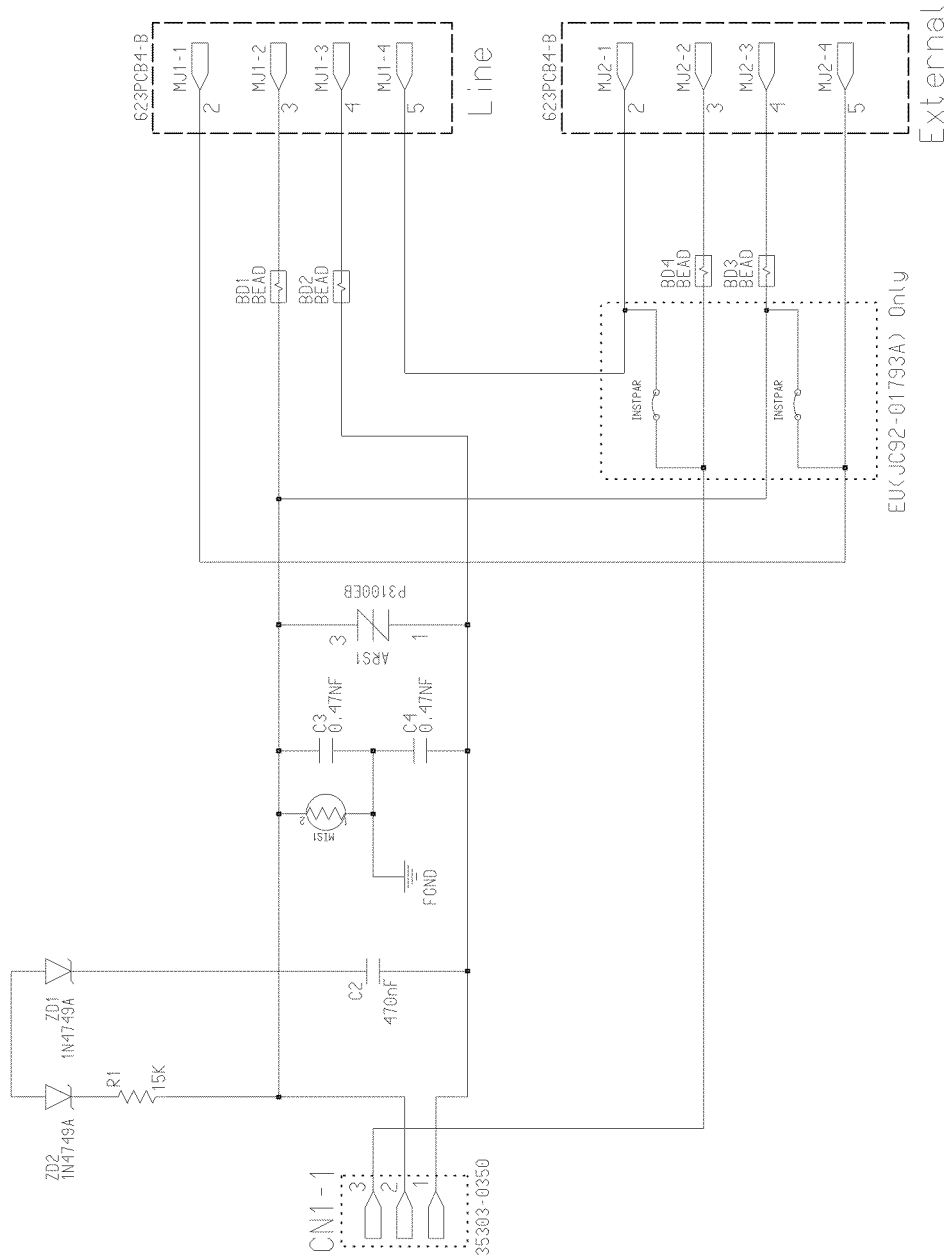 623PCB4-B
MJ1-1
2
MJ1-2
3
MJ1-3
4
MJ1-4
5
Line
623PCB4-B
MJ2-1
2
MJ2-2
3
MJ2-3
4
MJ2-4
5
External
BD1
BEAD
BD2
BEAD
BD4
BEAD
BD3
BEAD
INSTPAR
INSTPAR
EU(JC92-01793A) Only
P3100EB
3
1
ARS1
C3
0.47NF
C4
0.47NF
2
1
MIS1
FGND
ZD1
1N4749A
C2
470nF
R1
15K
ZD2
1N4749A
CN1-1
3
2
1
35303-0350